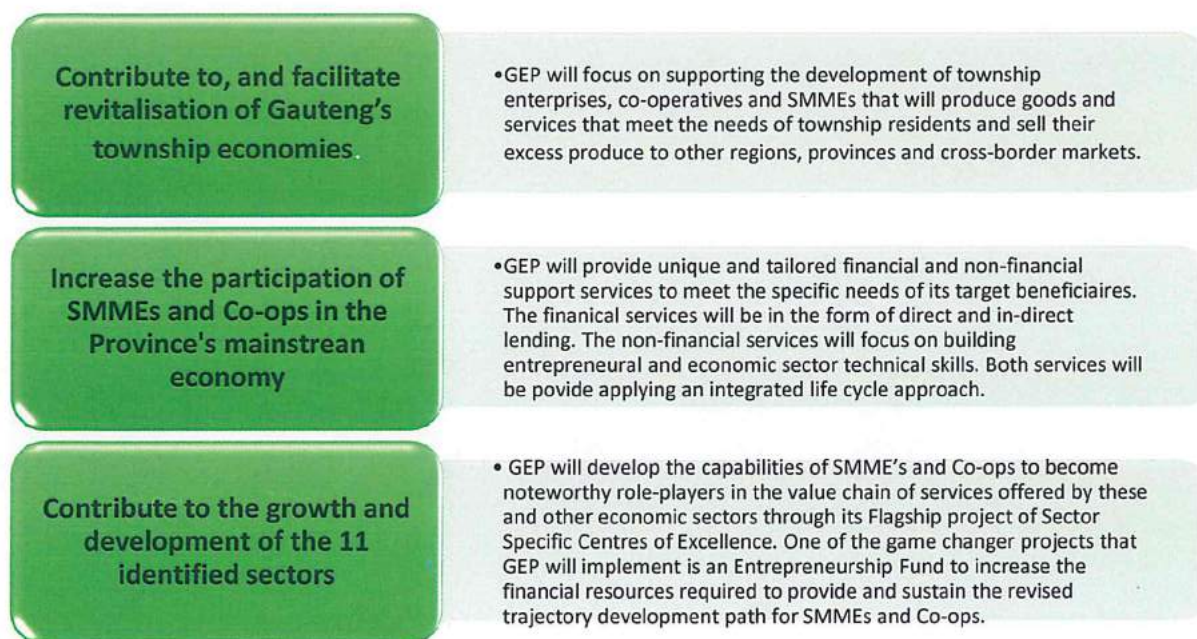 Contribute to, and facilitate
revitalisation of Gauteng's
township economies.
•GEP will focus on supporting the development of township
enterprises, co-operatives and SMMEs that will produce goods and
services that meet the needs of township residents and sell their
excess produce to other regions, provinces and cross-border markets.
Increase the participation of
SMMEs and Co-ops in the
Province's mainstrean
economy
•GEP will provide unique and tailored financial and non-financial
support services to meet the specific needs of its target beneficiaires.
The finanical services will be in the form of direct and in-direct
lending. The non-financial services will focus on building
entrepreneural and economic sector technical skills. Both services will
be povide applying an integrated life cycle approach.
Contribute to the growth and
development of the 11
identified sectors
• GEP will develop the capabilities of SMME's and Co-ops to become
noteworthy role-players in the value chain of services offered by these
and other economic sectors through its Flagship project of Sector
Specific Centres of Excellence. One of the game changer projects that
GEP will implement is an Entrepreneurship Fund to increase the
financial resources required to provide and sustain the revised
trajectory development path for SMMEs and Co-ops.